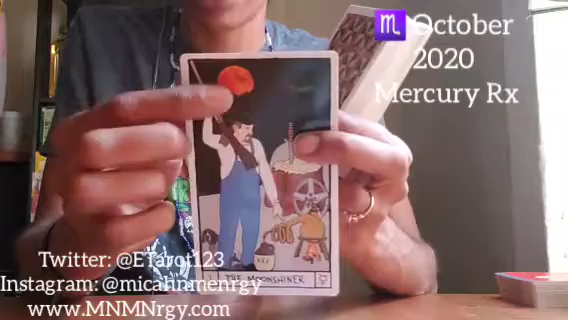 ♏ October
2020
Mercury Rx
I THE MOONSHINER
Twitter: @ETarot123
Instagram: @micahnmenrgy
www.MNMNrgy.com